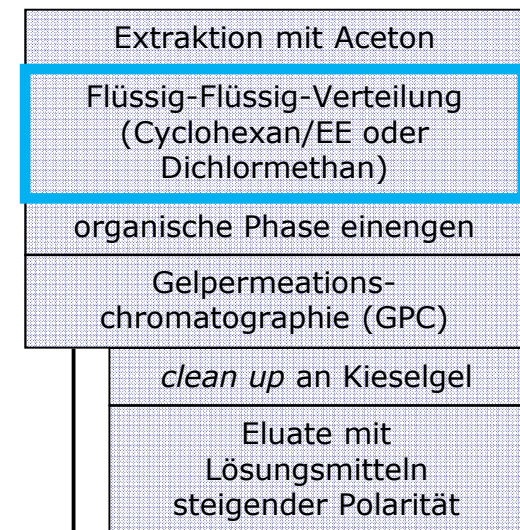 Extraktion mit Aceton
Flüssig-Flüssig-Verteilung
(Cyclohexan/EE oder
Dichlormethan)
organische Phase einengen
Gelpermeations-
chromatographie (GPC)
clean up an Kieselgel
Eluate mit
Lösungsmitteln
steigender Polarität